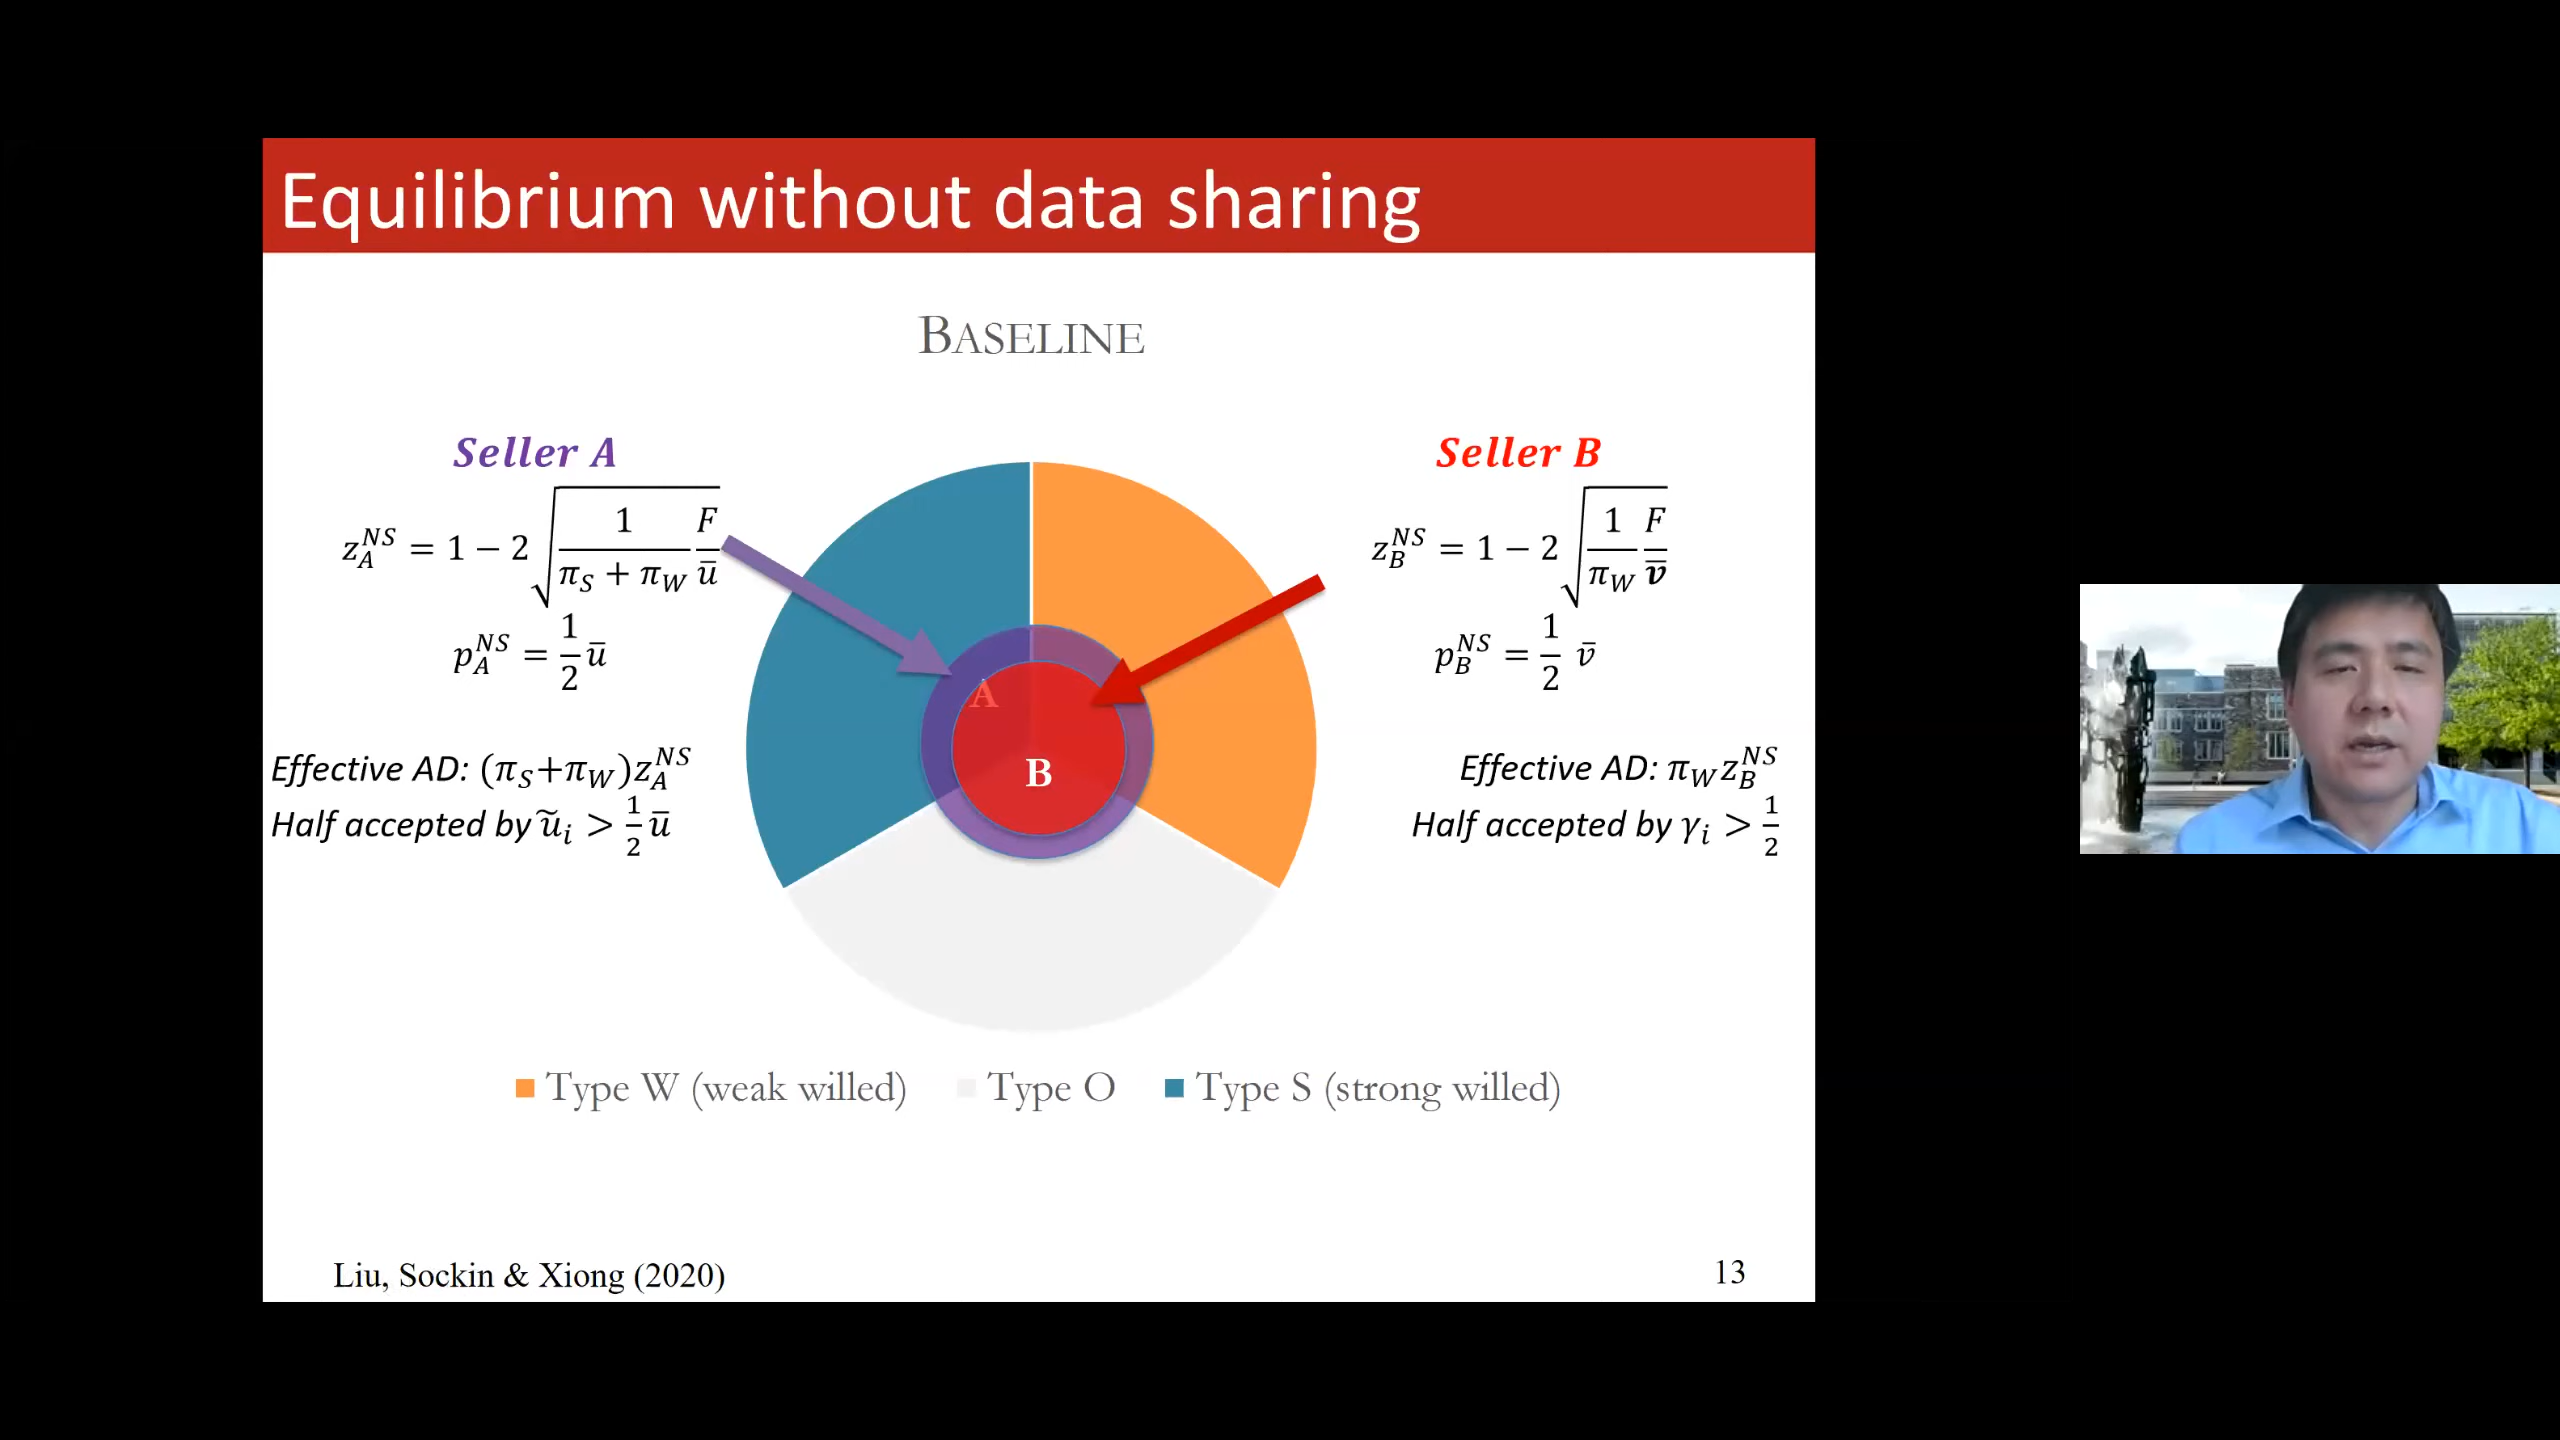 Equilibrium without data sharing
BASELINE
Seller A
z_A^{NS} = 1 − 2 √(1/(π_S + π_W) F/ū)
p_A^{NS} = 1/2 ū
Effective AD: (π_S+π_W)z_A^{NS}
Half accepted by ũ_i > 1/2 ū
Seller B
z_B^{NS} = 1 − 2 √(1/π_W F/v̄)
p_B^{NS} = 1/2 v̄
Effective AD: π_W z_B^{NS}
Half accepted by γ_i > 1/2
A
B
Type W (weak willed) Type O Type S (strong willed)
Liu, Sockin & Xiong (2020)
13